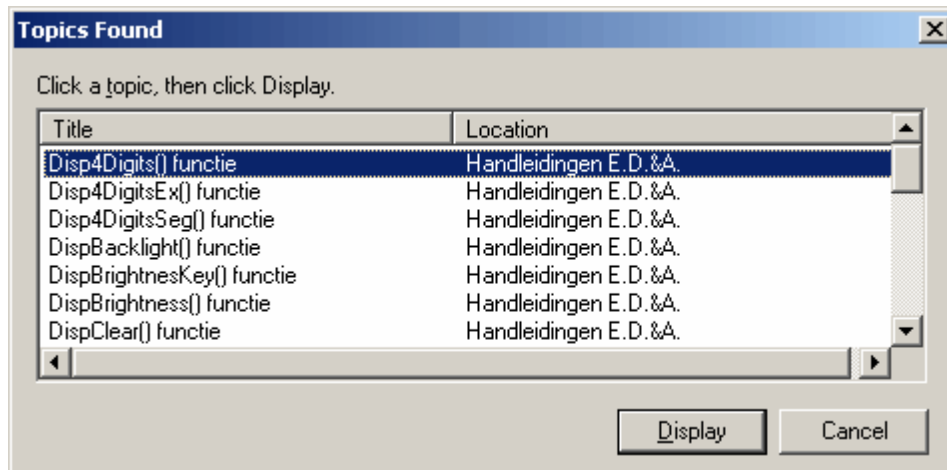 Topics Found
Click a topic, then click Display.
Title Location
Disp4Digits() functie Handleidingen E.D.&A.
Disp4DigitsEx() functie Handleidingen E.D.&A.
Disp4DigitsSeg() functie Handleidingen E.D.&A.
DispBacklight() functie Handleidingen E.D.&A.
DispBrightnesKey() functie Handleidingen E.D.&A.
DispBrightness() functie Handleidingen E.D.&A.
DispClear() functie Handleidingen E.D.&A.
Display Cancel